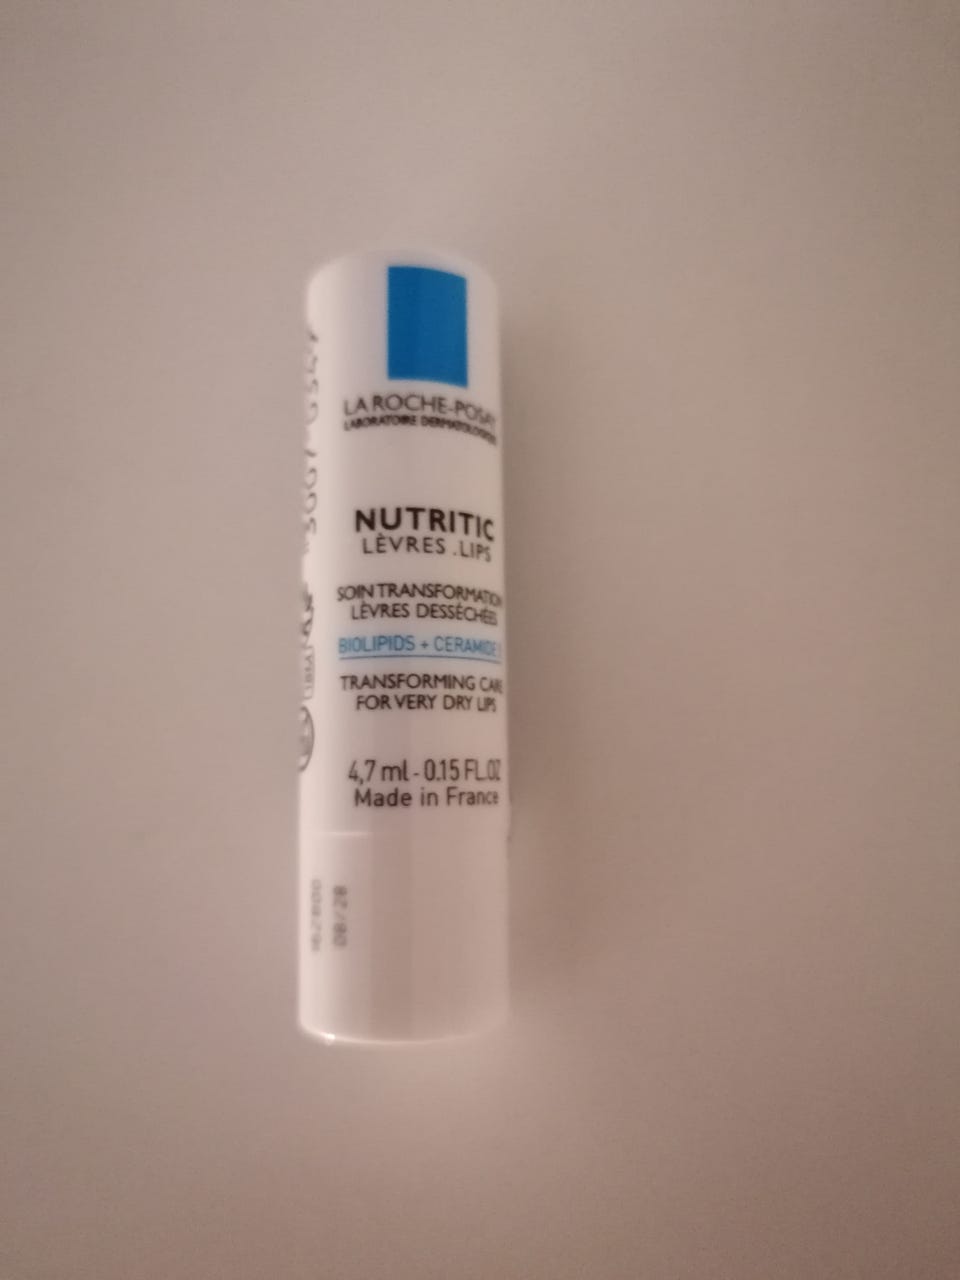 LA ROCHE-POSAY
LABORATOIRE DERMATOLOGIQUE
NUTRITIC
LÈVRES .LIPS
SOIN TRANSFORMATION
LÈVRES DESSÉCHÉES
BIOLIPIDS + CERAMIDE
TRANSFORMING CARE
FOR VERY DRY LIPS
4,7 ml - 0.15 FL.OZ
Made in France
08/28